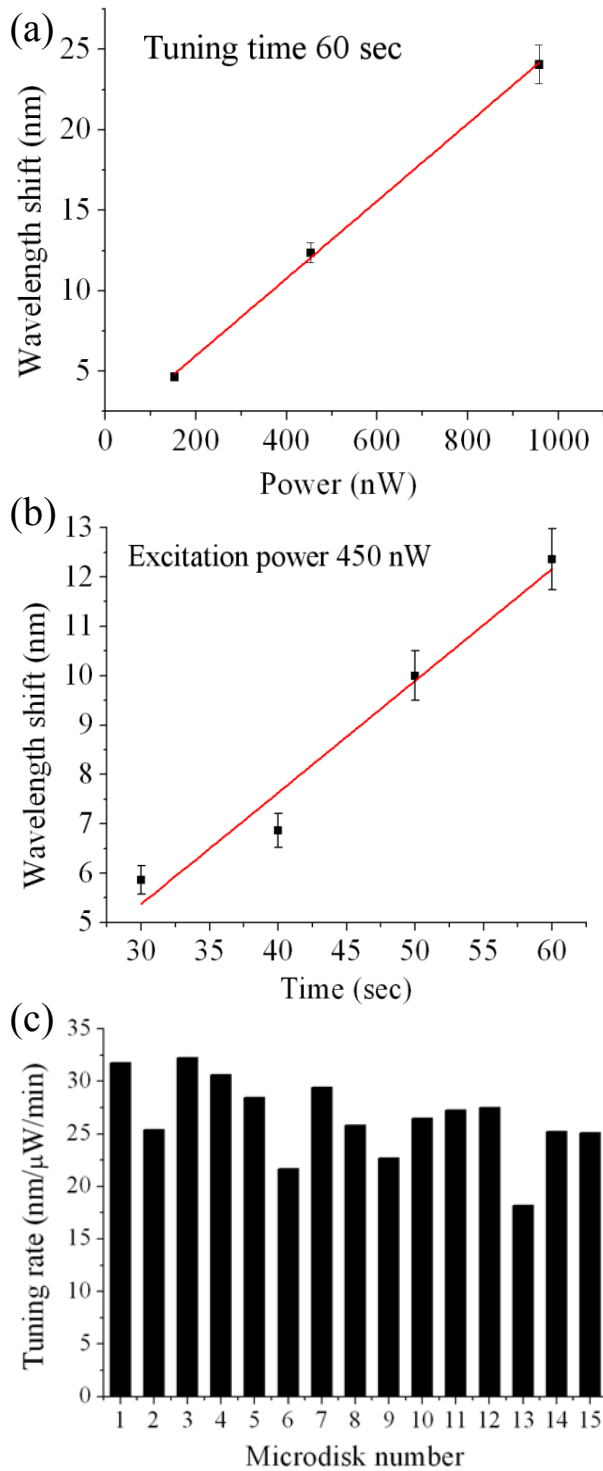 (a)
Tuning time 60 sec
Wavelength shift (nm)
25
20
15
10
5
0 200 400 600 800 1000
Power (nW)
(b)
Excitation power 450 nW
Wavelength shift (nm)
13
12
11
10
9
8
7
6
5
30 35 40 45 50 55 60
Time (sec)
(c)
Tuning rate (nm/μW/min)
35
30
25
20
15
10
5
0
1 2 3 4 5 6 7 8 9 10 11 12 13 14 15
Microdisk number